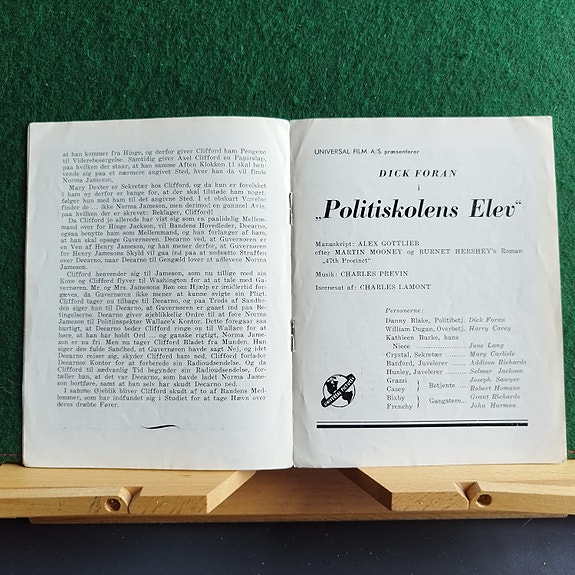 at han kommer fra Hinge, og derfor giver Clifford ham Pengene
til Viderebesørgelse. Samtidig giver Axel Clifford en Papirslap,
paa hvilken der staar, at han samme Aften Klokken 11 skal hen-
vende sig paa et nærmere angivet Sted, hvor han da vil finde
Norma Jameson.
Mary Dexter er Sekretær hos Clifford, og da hun er forelsket
i ham og derfor er bange for, at der skal tilstøde ham noget,
følger hun med ham til det angivne Sted. I et obskurt Værelse
finder de ... ikke Norma Jameson, men derimod en gammel Avis,
paa hvilken der er skrevet: Beklager, Clifford!
Da Clifford jo allerede har vist sig som en paalidelig Mellem-
mand over for Hinge Jackson, vil Bandens Hovedleder, Decarno,
ogsaa benytte ham som Mellemmand, og han forlanger af ham,
at han skal opsøge Guvernøren. Decarno ved, at Guvernøren er
en Ven af Henry Jameson, og han mener derfor, at Guvernøren
for Henry Jamesons Skyld vil gaa ind paa at nedsætte Straffen
over Decarno, naar Decarno til Gengæld lover at udlevere Norma
Jameson.
Clifford henvender sig til Jameson, som nu tillige med sin
Kone og Clifford flyver til Washington for at tale med Gu-
vernøren. Mr. og Mrs. Jamesons Bøn om Hjælp er imidlertid for-
gæves, da Guvernøren ikke mener at kunne svigte sin Pligt.
Clifford tager nu tilbage til Decarno, og paa Trods af Sandhe-
den siger han til Decarno, at Guvernøren er gaaet ind paa Be-
tingelserne. Decarno giver øjeblikkelig Ordre til at føre Norma
Jameson til Politiinspektør Wallace's Kontor. Dette foregaar saa
hurtigt, at Decarno beder Clifford ringe op til Wallace for at
høre, at han har holdt Ord ... og ganske rigtig, Norma Jame-
son er nu fri. Men nu tager Clifford Bladet fra Munden. Han
siger den fulde Sandhed, at Guvernøren havde sagt Nej, og idet
Decarno rejser sig, skyder Clifford ham ned. Clifford forlader
Decarnos Kontor for at forberede sin Radioudsendelse. Og da
Clifford til sædvanlig Tid begynder sin Radioudsendelse, for-
tæller han, at det var Decarno, som havde ladet Norma Jame-
son bortføre, samt at han selv har skudt Decarno ned.
I samme Øjeblik bliver Clifford skudt af to af Bandens Med-
lemmer, som har indfundet sig i Studiet for at tage Hævn over
deres dræbte Fører.
UNIVERSAL FILM A/S præsenterer
DICK FORAN
i
„Politiskolens Elev“
Manuskript: ALEX GOTTLIER
efter MARTIN MOONEY og BURNET HERSHEY's Roman
„47th Precinct“
Musik: CHARLES PREVIN
Iscenesat af: CHARLES LAMONT
Personerne:
Danny Blake, Politibetj. Dick Foran
William Dugan, Overbetj. Harry Carey
Kathleen Burke, hans
Niece June Lang
Crystal, Sekretær Mary Carlisle
Banford, Juvelerer Addison Richards
Huxley, Juvelerer Selmar Jackson
Grazzi Betjente Joseph Sawyer
Casey Robert Homans
Bixby Gangstere Grant Richards
Frenchy John Harmon